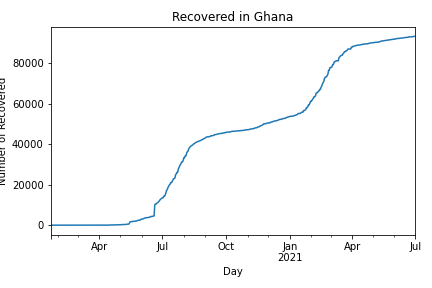 Recovered in Ghana
Number of Recovered
80000
60000
40000
20000
0
Apr
Jul
Oct
Jan
2021
Apr
Jul
Day